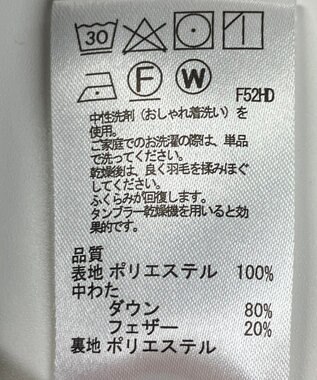 30
F W F52HD
中性洗剤（おしゃれ着洗い）を
使用。
ご家庭でのお洗濯の際は、単品
で洗ってください。
乾燥後は、良く羽毛を揉みほぐ
してください。
ふくらみが回復します。
タンブラー乾燥機を用いると効
果的です。
品質
表地 ポリエステル 100%
中わた
ダウン 80%
フェザー 20%
裏地 ポリエステル